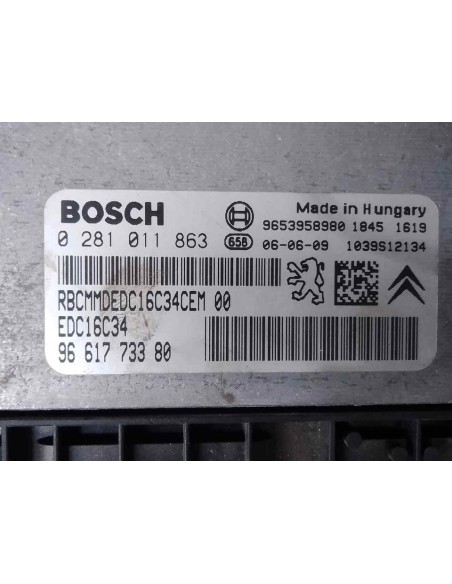 BOSCH
Made in Hungary
9653958980 1845 1619
0 281 011 863
658
06-06-09 1039S12134
RBCMMDEDC16C34CEM 00
EDC16C34
96 617 733 80